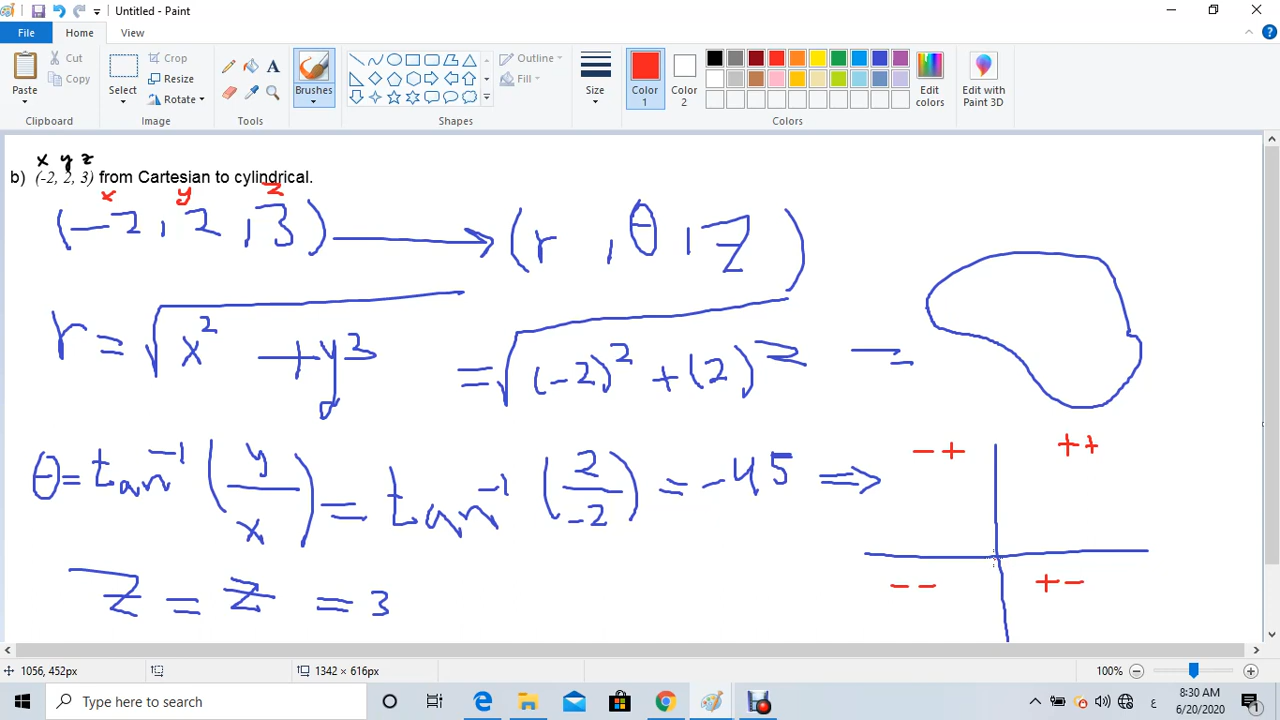 Untitled - Paint
File Home View
Paste Cut Copy Clipboard
Select Crop Resize Rotate Image
Tools
Brushes
Outline Fill Shapes
Size
Color 1 Color 2 Edit colors Edit with Paint 3D Colors
x y z
b) (-2, 2, 3) from Cartesian to cylindrical.
x y z
(-2, 2, 3) → (r, θ, z)
r = √x² + y² = √(-2)² + (2)² =
-+ ++
θ = tan⁻¹ (y/x) = tan⁻¹ (2/-2) = -45 ⇒
-- +-
z = z = 3
1056, 452px 1342 × 616px 100%
Type here to search
ع 8:30 AM
6/20/2020
1